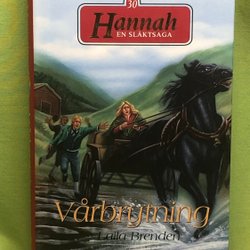 30
Hannah
EN SLÄKTSAGA
Vårbrytning
Laila Brenden